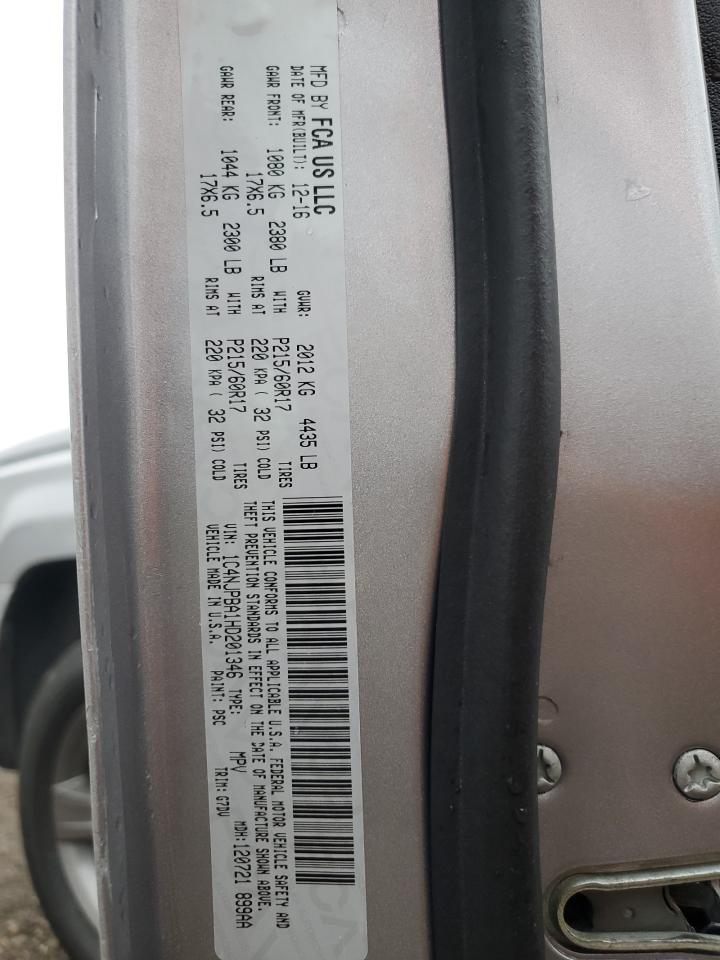 MFD BY FCA US LLC
DATE OF MFR(BUILT): 12-16 GVWR: 2012 KG 4435 LB
GAWR FRONT: 1080 KG 2380 LB WITH P215/60R17 TIRES
17X6.5 RIMS AT 220 KPA ( 32 PSI) COLD
GAWR REAR: 1044 KG 2300 LB WITH P215/60R17 TIRES
17X6.5 RIMS AT 220 KPA ( 32 PSI) COLD
THIS VEHICLE CONFORMS TO ALL APPLICABLE U.S.A. FEDERAL MOTOR VEHICLE SAFETY AND
THEFT PREVENTION STANDARDS IN EFFECT ON THE DATE OF MANUFACTURE SHOWN ABOVE.
VIN: 1C4NJPBA1HD201346 TYPE: MPV MDH:120721 899AA
VEHICLE MADE IN U.S.A. PAINT: PSC TRIM: G7DV